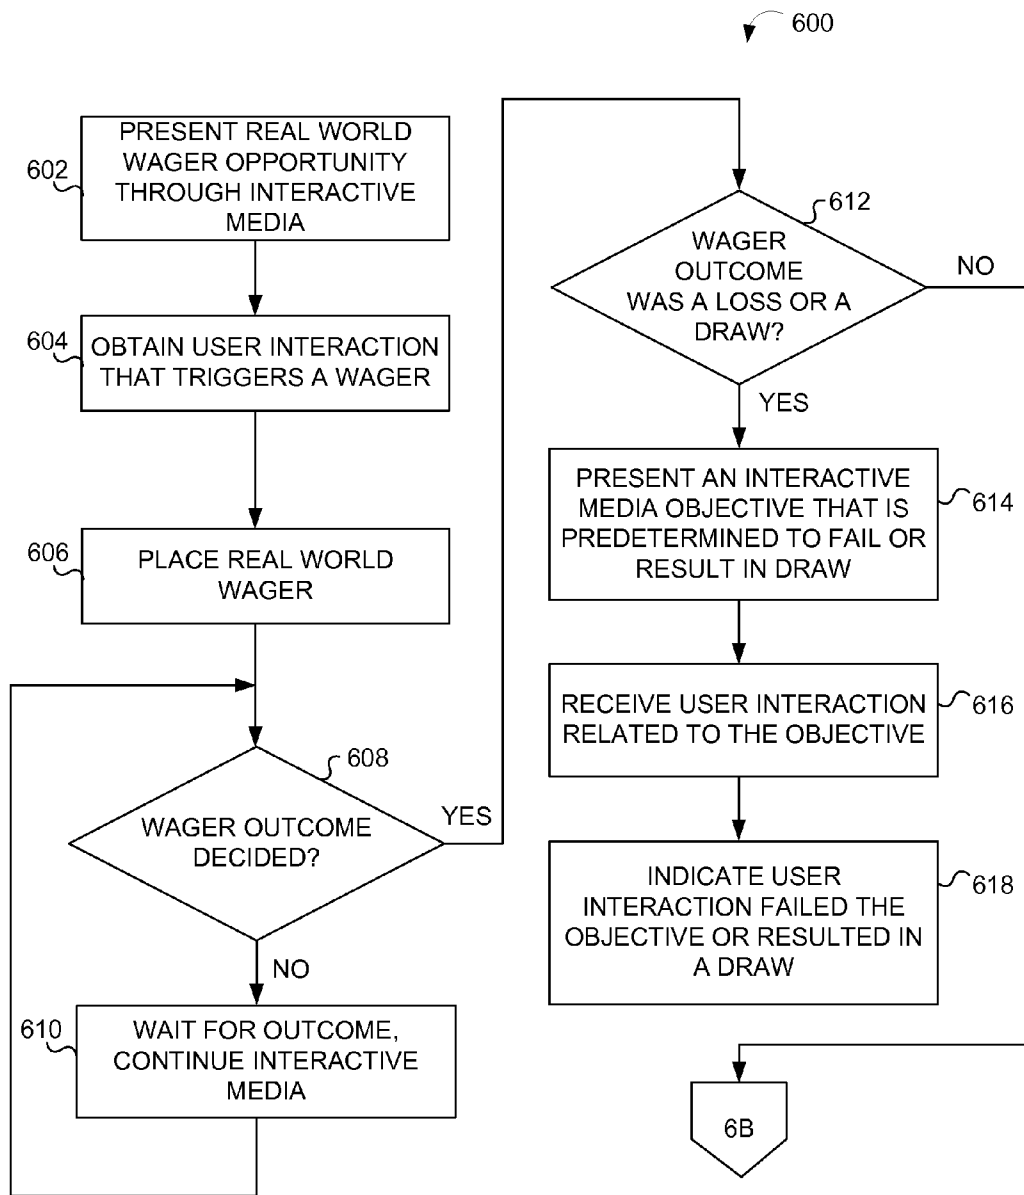 600
602
PRESENT REAL WORLD
WAGER OPPORTUNITY
THROUGH INTERACTIVE
MEDIA
604
OBTAIN USER INTERACTION
THAT TRIGGERS A WAGER
606
PLACE REAL WORLD
WAGER
608
WAGER OUTCOME
DECIDED?
YES
NO
610
WAIT FOR OUTCOME,
CONTINUE INTERACTIVE
MEDIA
612
WAGER
OUTCOME
WAS A LOSS OR A
DRAW?
NO
YES
PRESENT AN INTERACTIVE
MEDIA OBJECTIVE THAT IS
PREDETERMINED TO FAIL OR
RESULT IN DRAW
614
RECEIVE USER INTERACTION
RELATED TO THE OBJECTIVE
616
INDICATE USER
INTERACTION FAILED THE
OBJECTIVE OR RESULTED IN
A DRAW
618
6B